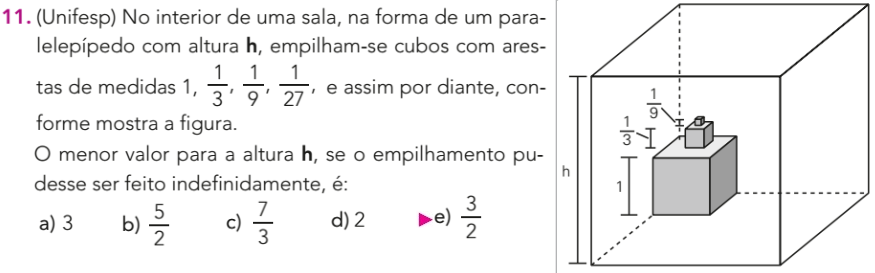 11. (Unifesp) No interior de uma sala, na forma de um para-
lelepípedo com altura h, empilham-se cubos com ares-
tas de medidas 1, 1/3, 1/9, 1/27, e assim por diante, con-
forme mostra a figura.
O menor valor para a altura h, se o empilhamento pu-
desse ser feito indefinidamente, é:
a) 3 b) 5/2 c) 7/3 d) 2 ▶e) 3/2
1/9
1/3
h
1